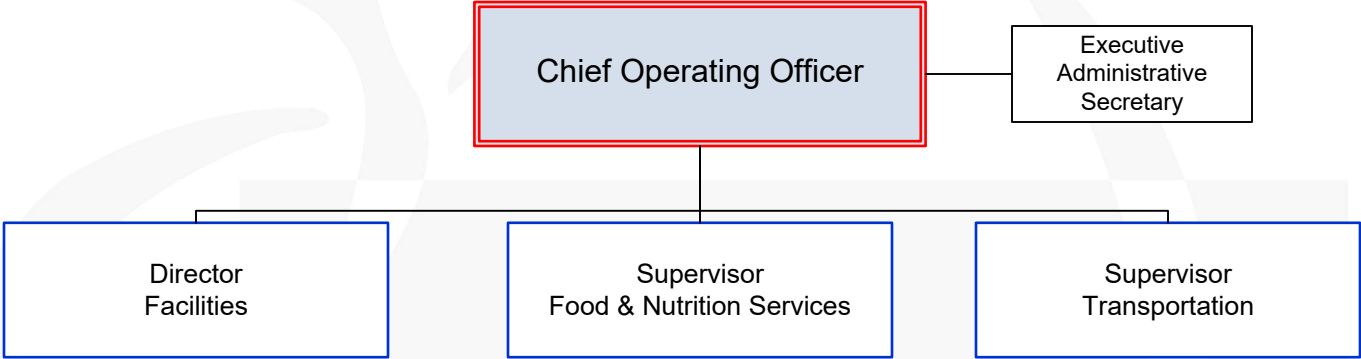 Chief Operating Officer
Executive
Administrative
Secretary
Director
Facilities
Supervisor
Food & Nutrition Services
Supervisor
Transportation